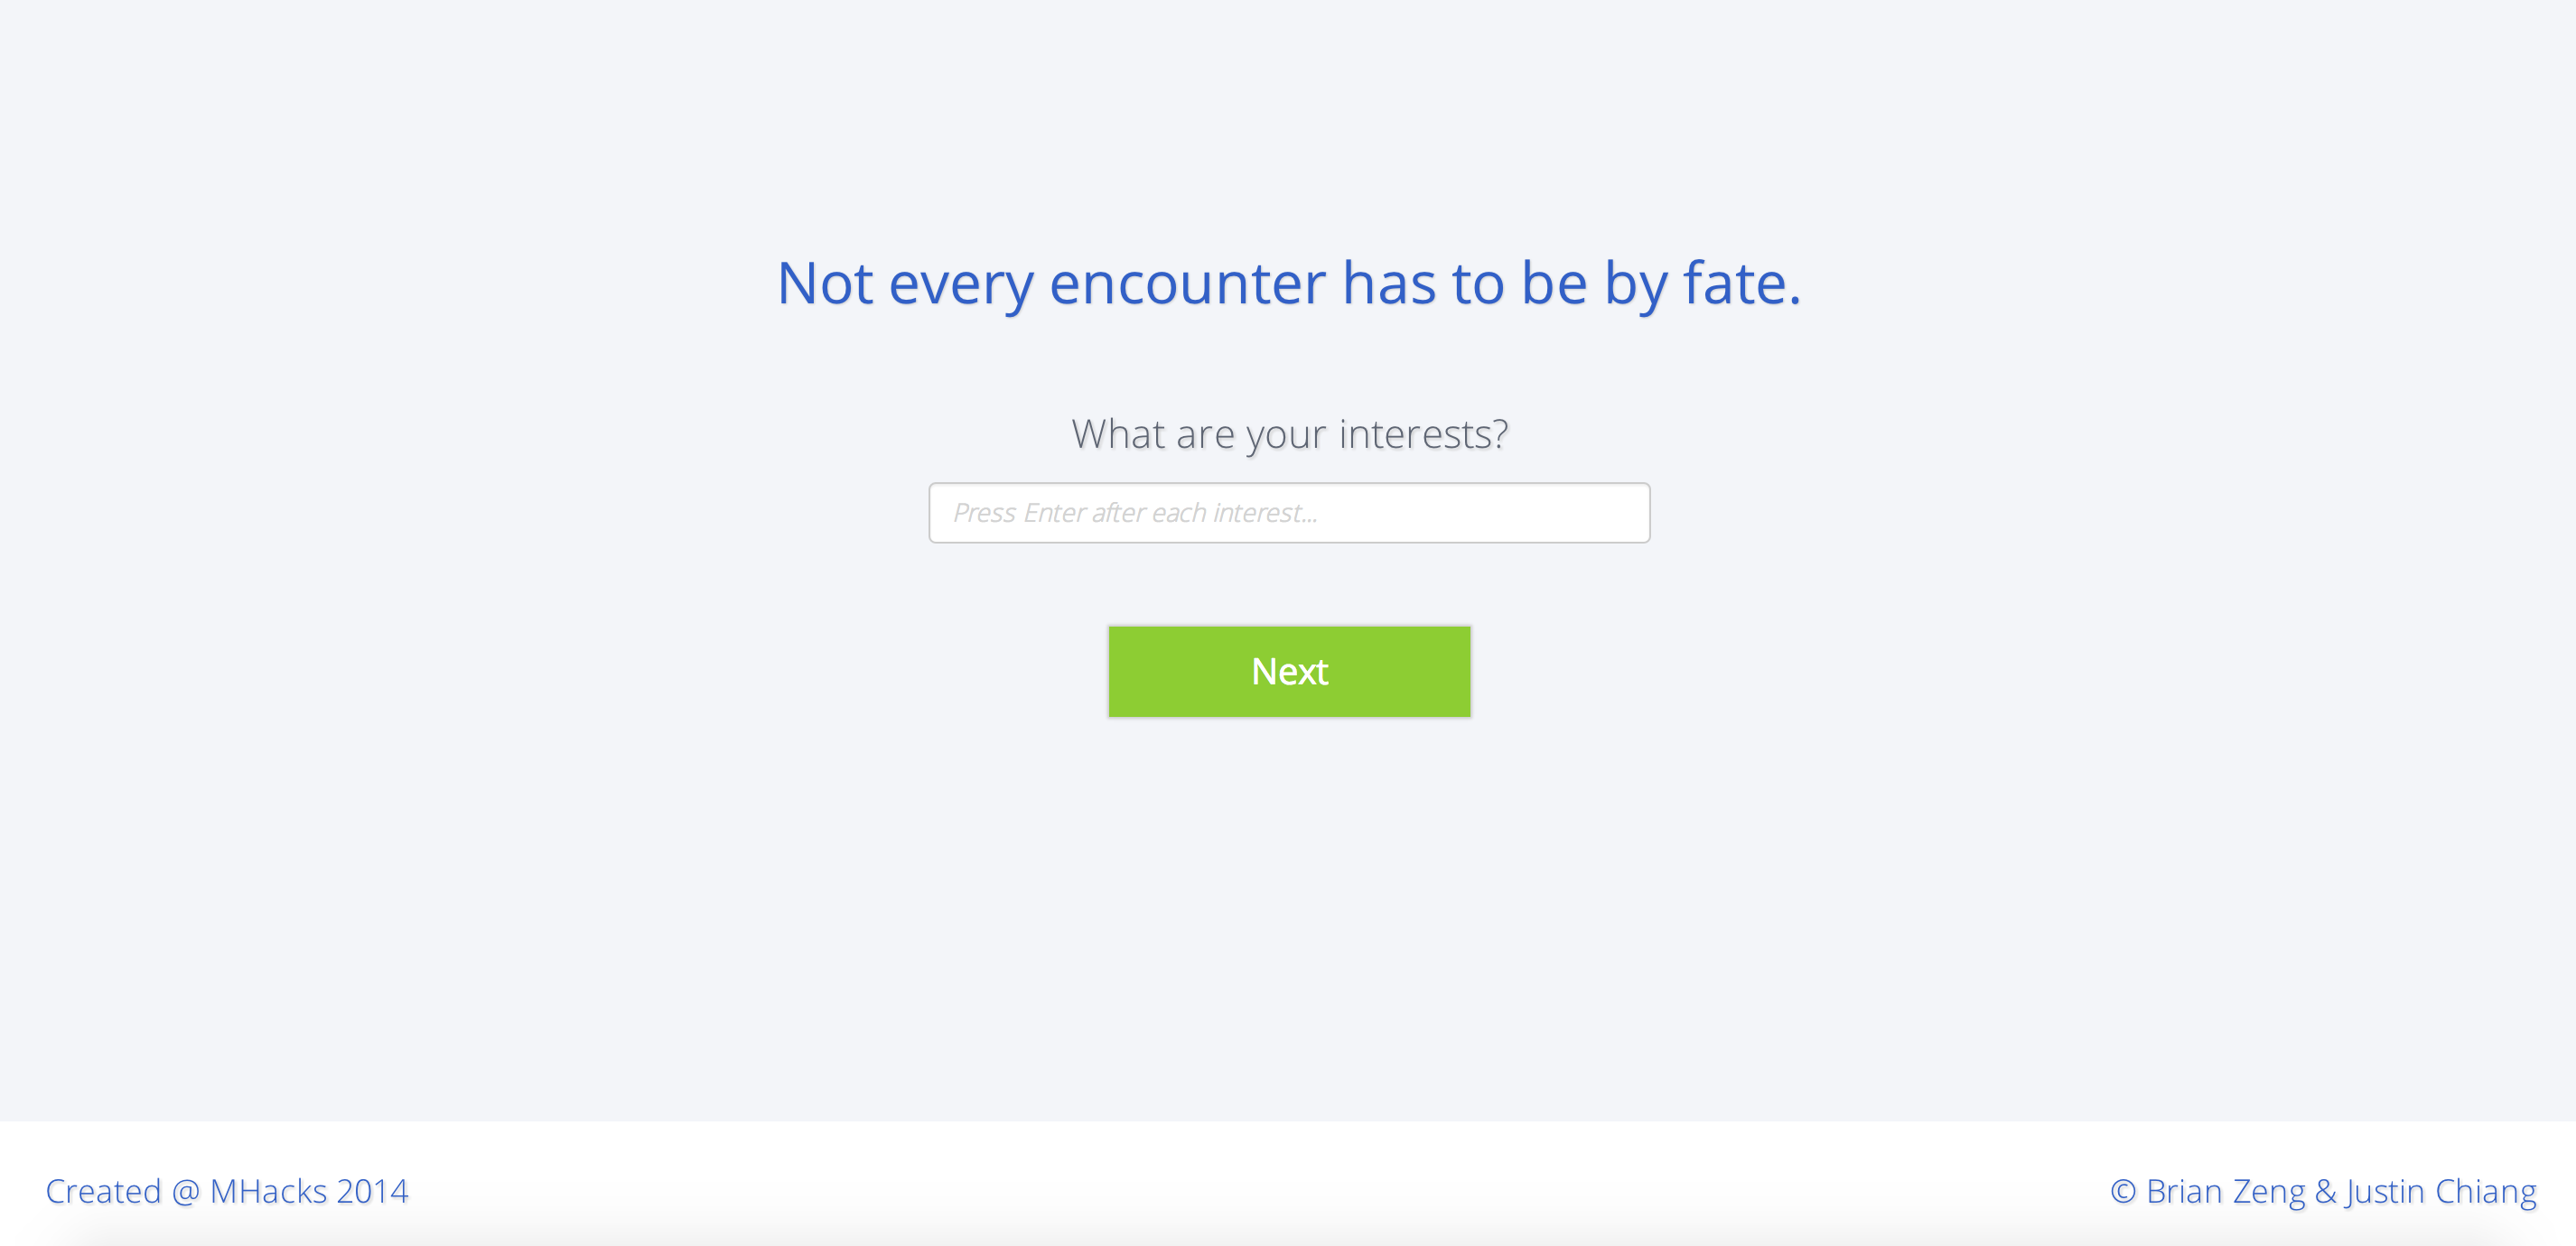 Not every encounter has to be by fate.
What are your interests?
Press Enter after each interest...
Next
Created @ MHacks 2014
© Brian Zeng & Justin Chiang